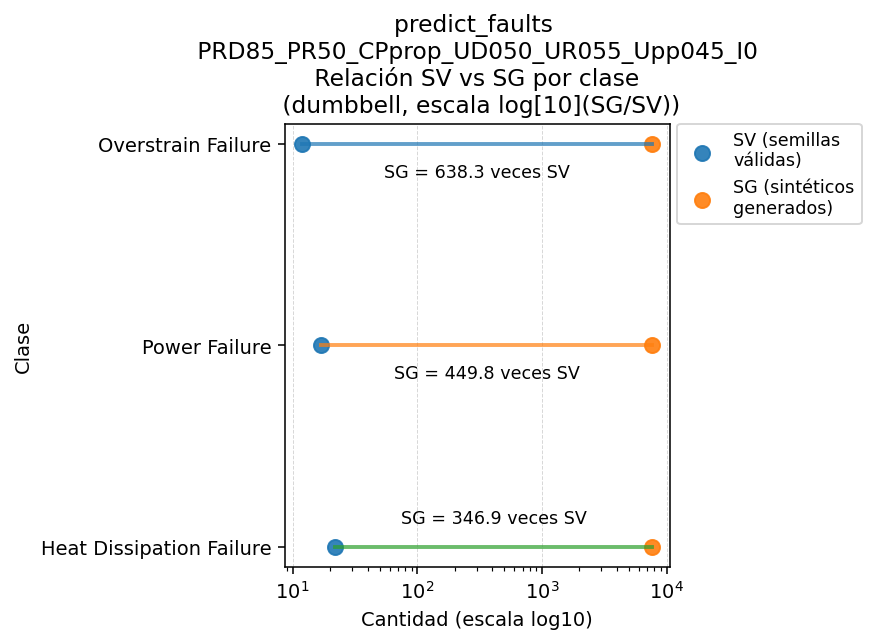 predict_faults
PRD85_PR50_CPprop_UD050_UR055_Upp045_I0
Relación SV vs SG por clase
(dumbbell, escala log[10](SG/SV))
SV (semillas
válidas)
SG (sintéticos
generados)
Overstrain Failure
SG = 638.3 veces SV
Power Failure
SG = 449.8 veces SV
SG = 346.9 veces SV
Heat Dissipation Failure
Clase
10¹ 10² 10³ 10⁴
Cantidad (escala log10)